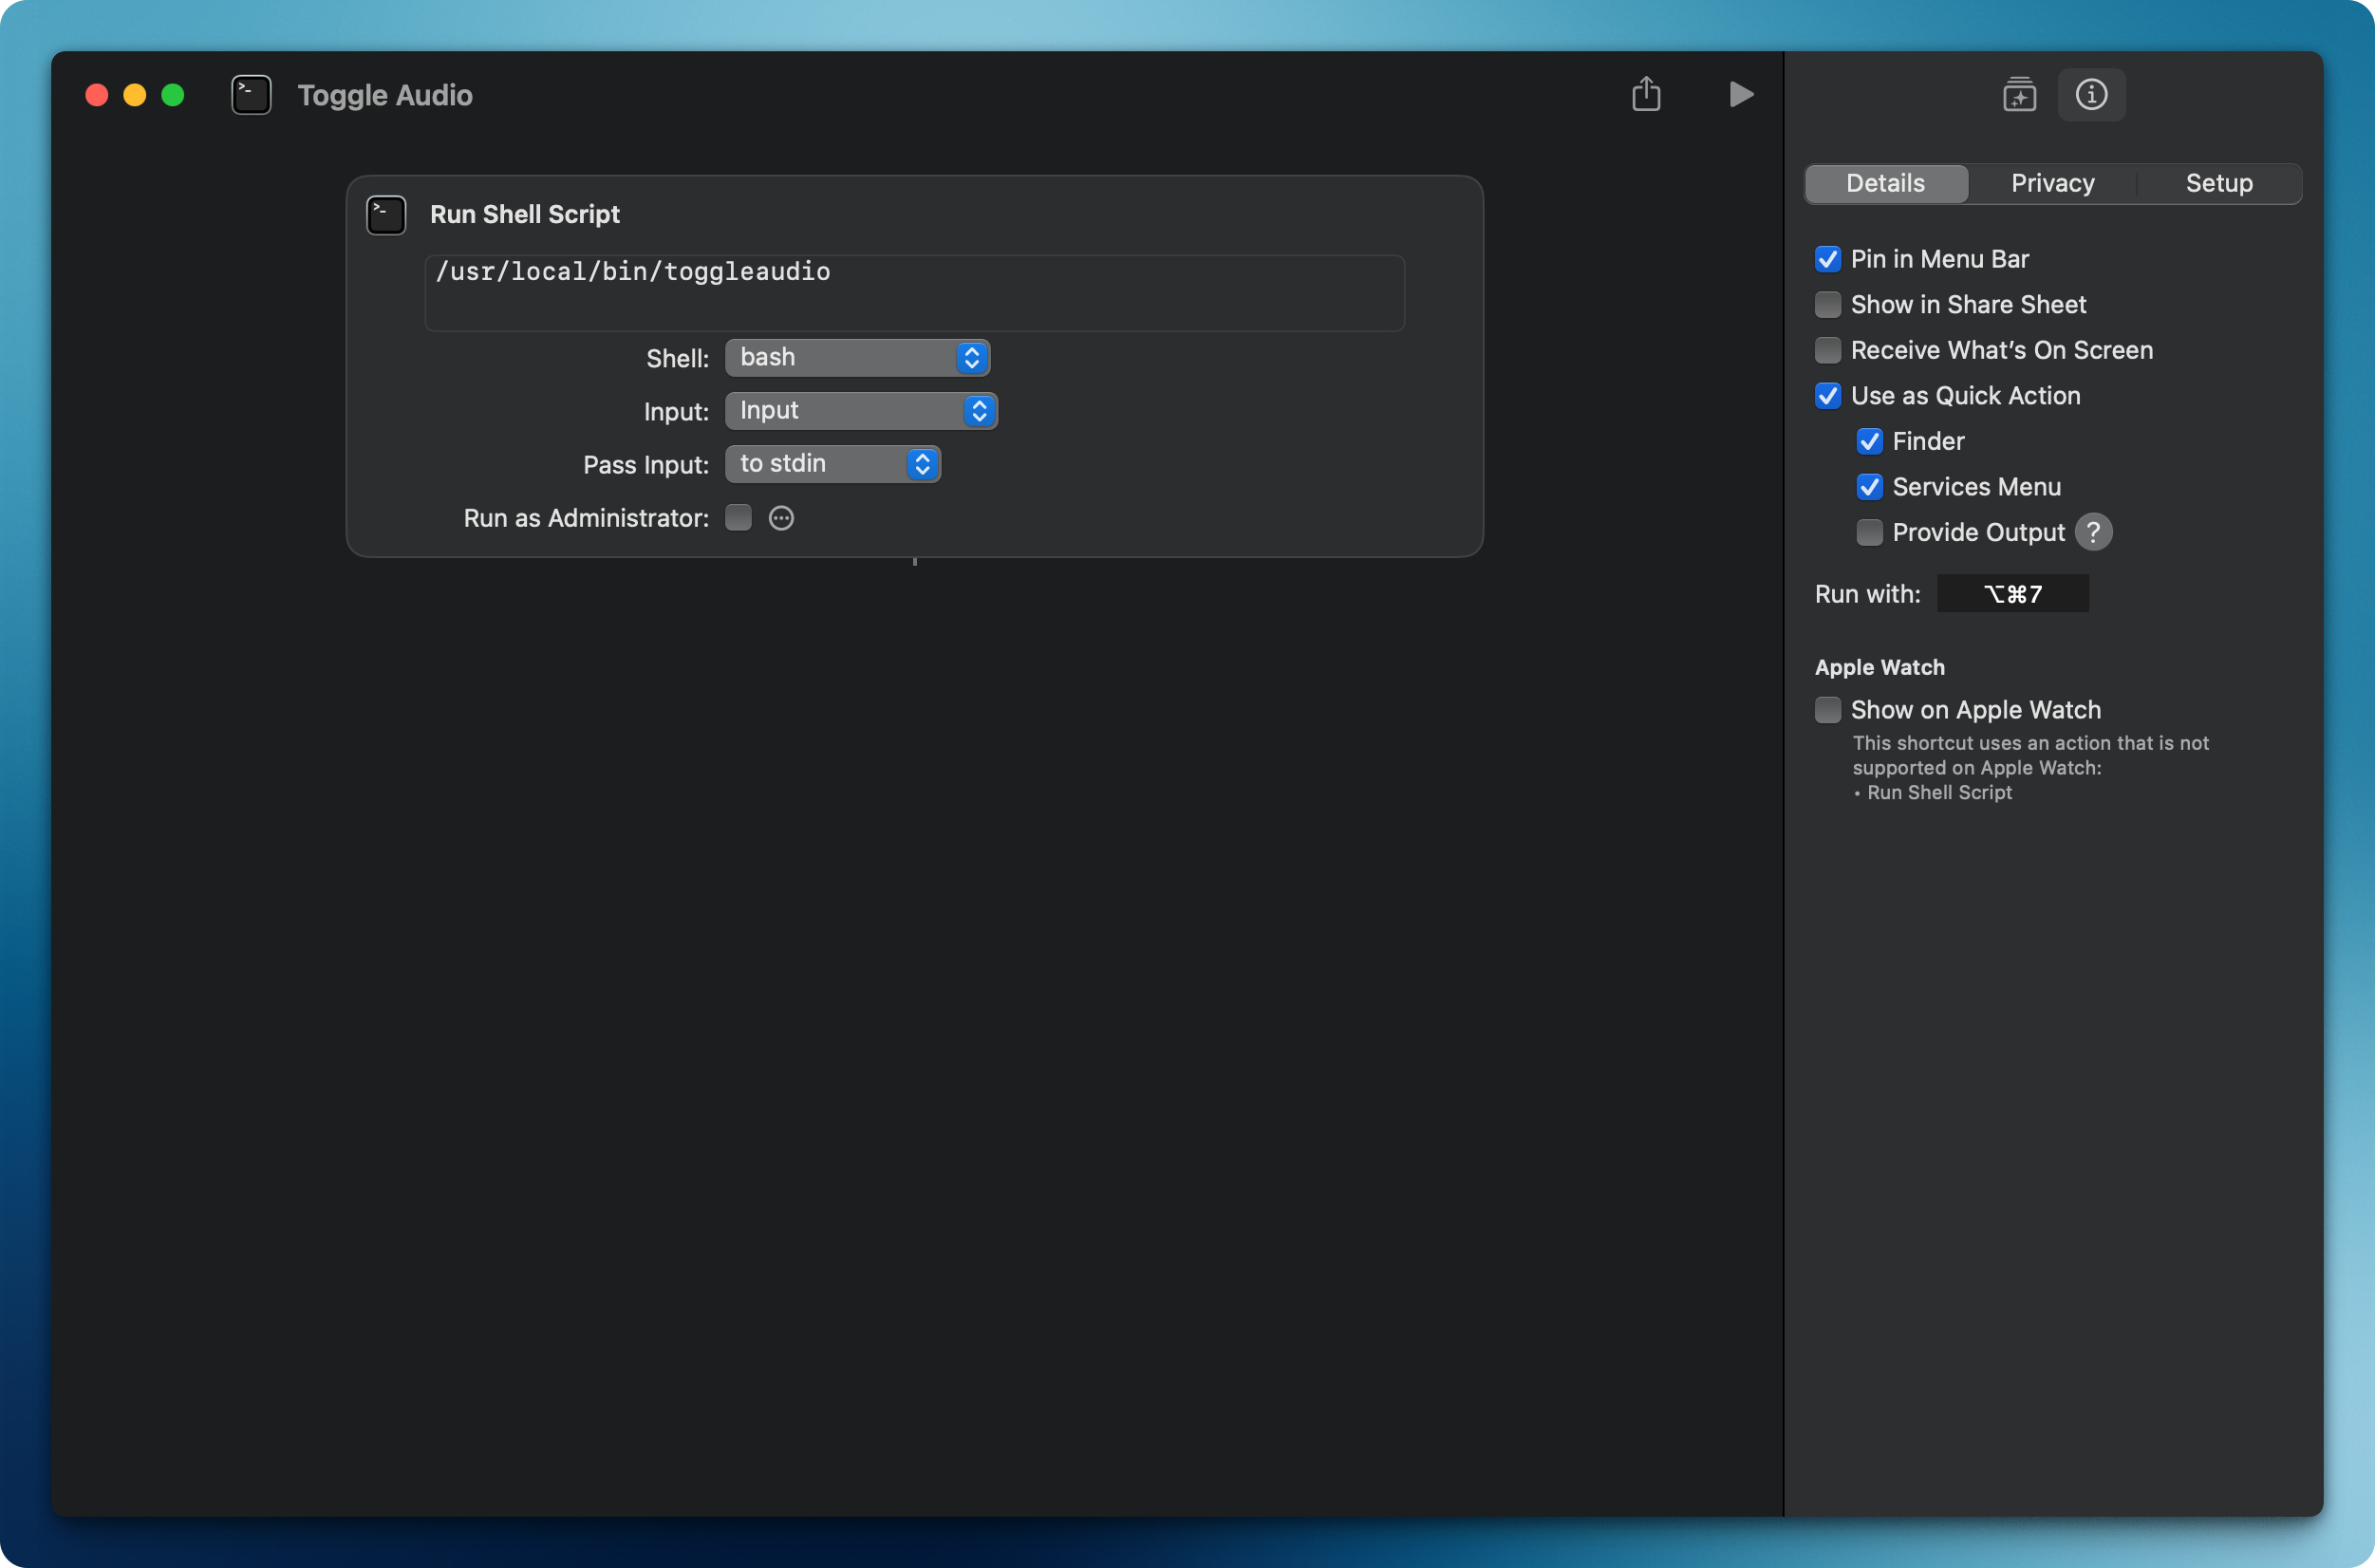 Toggle Audio
Run Shell Script
/usr/local/bin/toggleaudio
Shell: bash
Input: Input
Pass Input: to stdin
Run as Administrator:
Details Privacy Setup
Pin in Menu Bar
Show in Share Sheet
Receive What’s On Screen
Use as Quick Action
Finder
Services Menu
Provide Output ?
Run with: ⌥⌘7
Apple Watch
Show on Apple Watch
This shortcut uses an action that is not
supported on Apple Watch:
• Run Shell Script